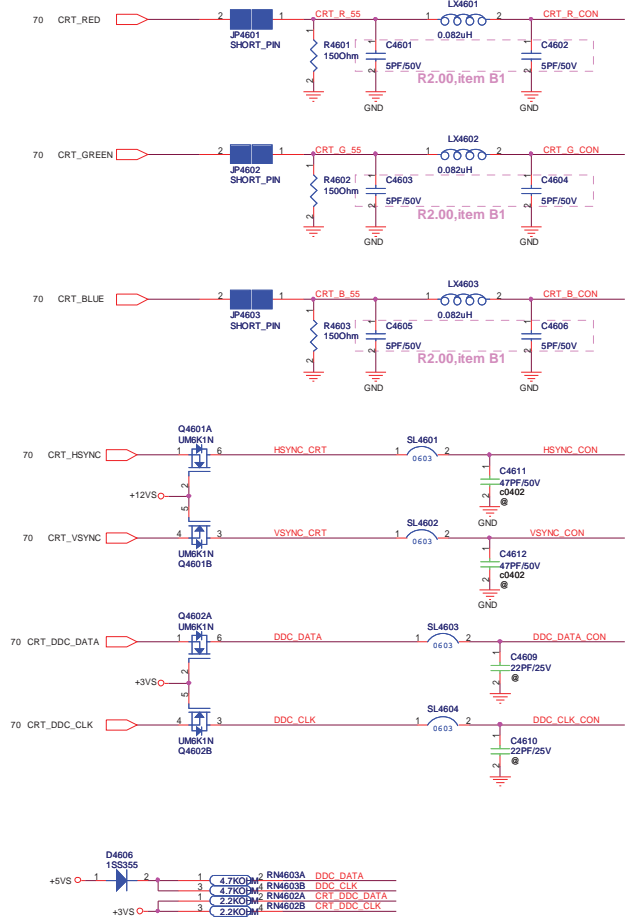 LX4601
70 CRT_RED 2 1 CRT_R_55 1 2 CRT_R_CON
JP4601
SHORT_PIN
0.082uH
R4601
150Ohm
C4601
5PF/50V
C4602
5PF/50V
R2.00,item B1
GND
GND
LX4602
70 CRT_GREEN 2 1 CRT_G_55 1 2 CRT_G_CON
JP4602
SHORT_PIN
0.082uH
R4602
150Ohm
C4603
5PF/50V
C4604
5PF/50V
R2.00,item B1
GND
GND
LX4603
70 CRT_BLUE 2 1 CRT_B_55 1 2 CRT_B_CON
JP4603
SHORT_PIN
0.082uH
R4603
150Ohm
C4605
5PF/50V
C4606
5PF/50V
R2.00,item B1
GND
GND
Q4601A
UM6K1N
SL4601
70 CRT_HSYNC 1 6 HSYNC_CRT 1 2 HSYNC_CON
0603
C4611
47PF/50V
c0402
@
GND
+12VS
2
5
SL4602
70 CRT_VSYNC 4 3 VSYNC_CRT 1 2 VSYNC_CON
0603
UM6K1N
Q4601B
C4612
47PF/50V
c0402
@
GND
Q4602A
UM6K1N
SL4603
70 CRT_DDC_DATA 1 6 DDC_DATA 1 2 DDC_DATA_CON
0603
C4609
22PF/25V
@
+3VS
2
5
SL4604
70 CRT_DDC_CLK 4 3 DDC_CLK 1 2 DDC_CLK_CON
0603
UM6K1N
Q4602B
C4610
22PF/25V
@
D4606
1SS355
+5VS 1 2
1 4.7KOHM 2 RN4603A DDC_DATA
3 4.7KOHM 4 RN4603B DDC_CLK
1 2.2KOHM 2 RN4602A CRT_DDC_DATA
+3VS 3 2.2KOHM 4 RN4602B CRT_DDC_CLK